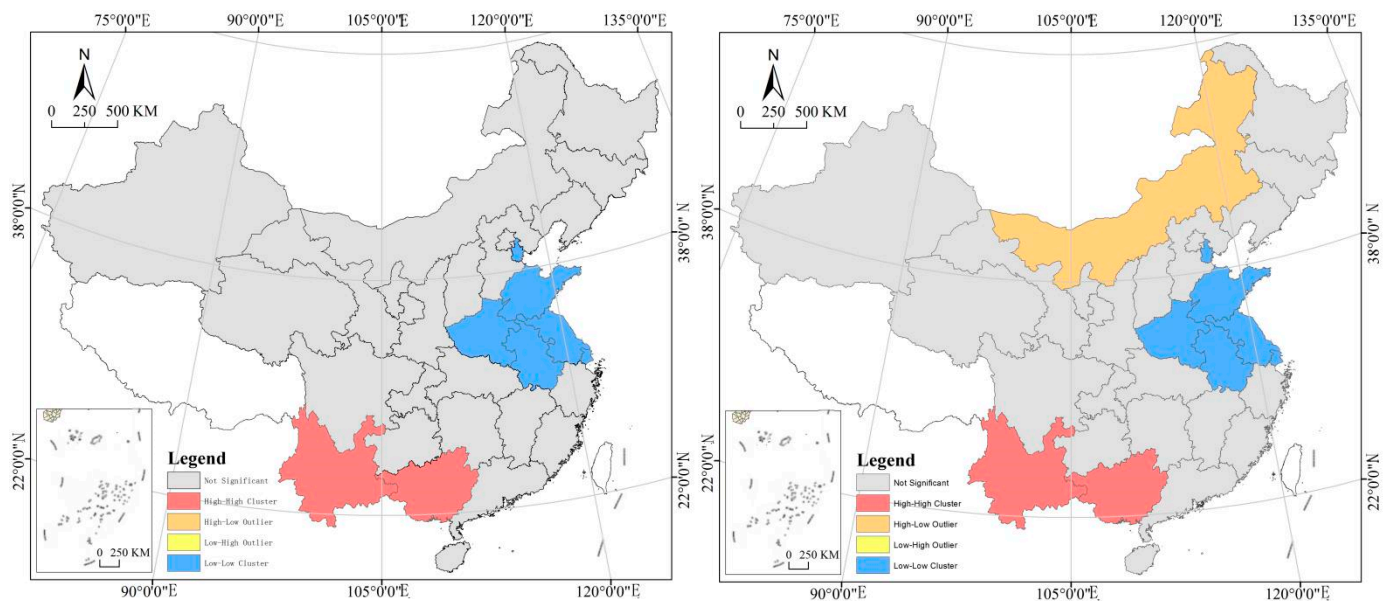 75°0'0"E 90°0'0"E 105°0'0"E 120°0'0"E 135°0'0"E
N
0 250 500 KM
38°0'0"N
38°0'0" N
22°0'0"N
22°0'0"N
0 250 KM
Legend
Not Significant
High-High Cluster
High-Low Outlier
Low-High Outlier
Low-Low Cluster
90°0'0"E 105°0'0"E 120°0'0"E
75°0'0"E 90°0'0"E 105°0'0"E 120°0'0"E 135°0'0"E
N
0 250 500 KM
38°0'0"N
38°0'0" N
22°0'0"N
22°0'0"N
0 250 KM
Legend
Not Significant
High-High Cluster
High-Low Outlier
Low-High Outlier
Low-Low Cluster
90°0'0"E 105°0'0"E 120°0'0"E